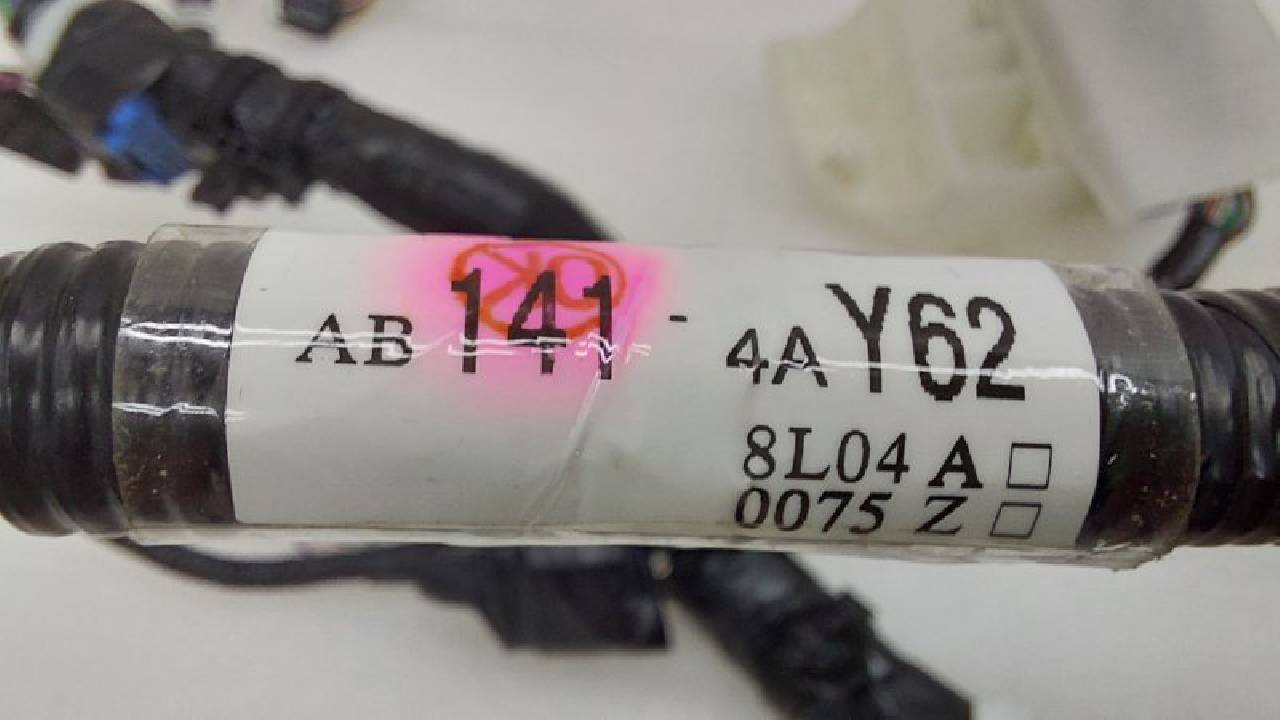 AB 141 - 4A Y62
8L04 A □
0075 Z □